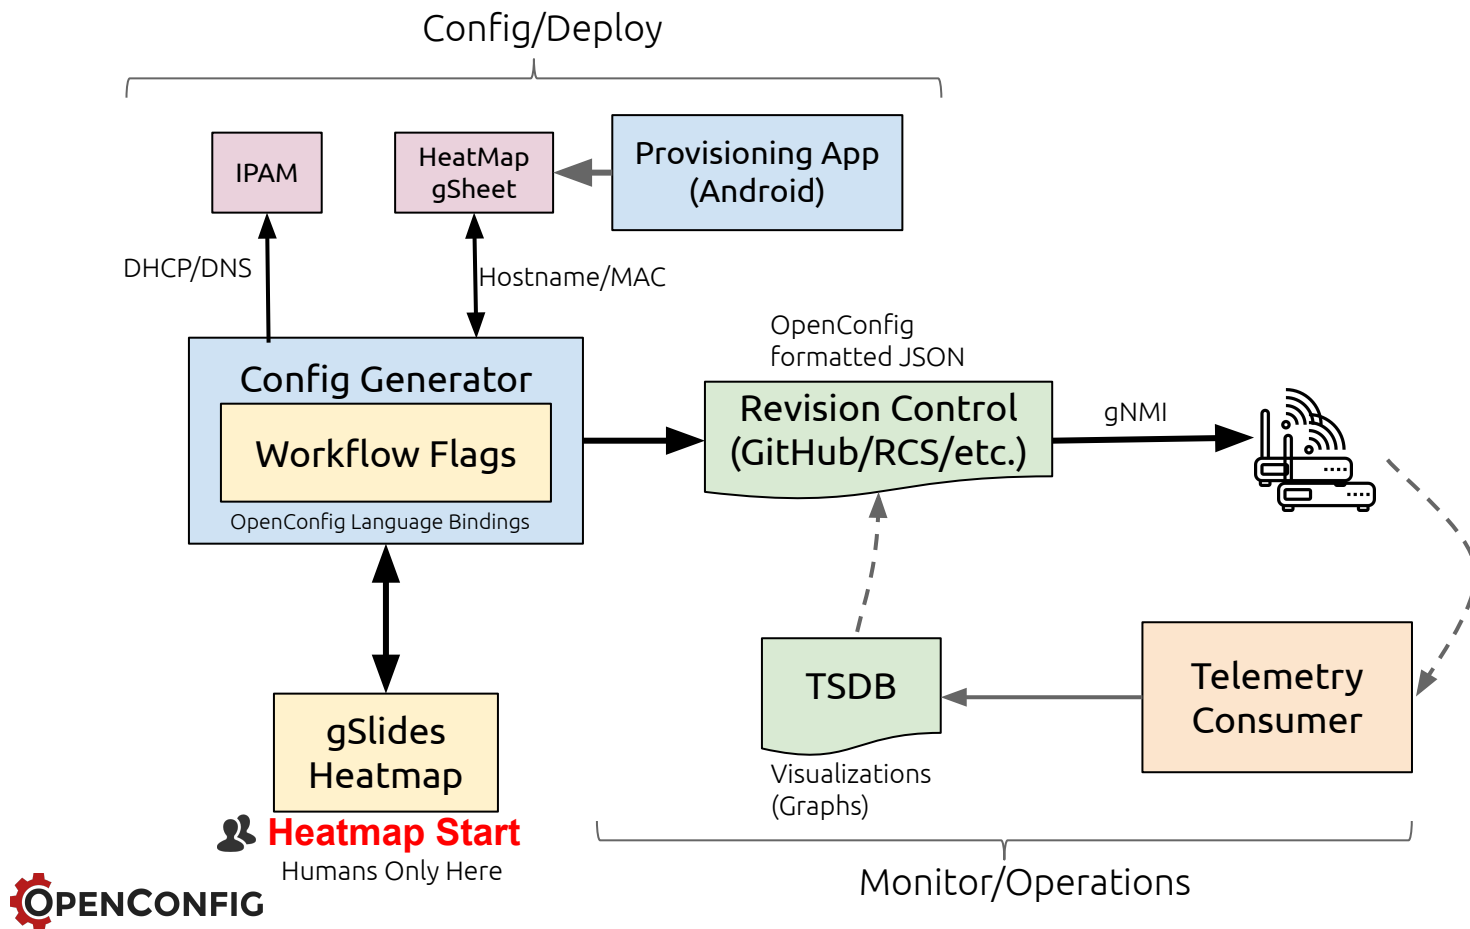 Config/Deploy
IPAM
HeatMap
gSheet
Provisioning App
(Android)
DHCP/DNS
Hostname/MAC
OpenConfig
formatted JSON
Config Generator
Workflow Flags
OpenConfig Language Bindings
Revision Control
(GitHub/RCS/etc.)
gNMI
gSlides
Heatmap
Heatmap Start
Humans Only Here
TSDB
Visualizations
(Graphs)
Telemetry
Consumer
Monitor/Operations
OPENCONFIG